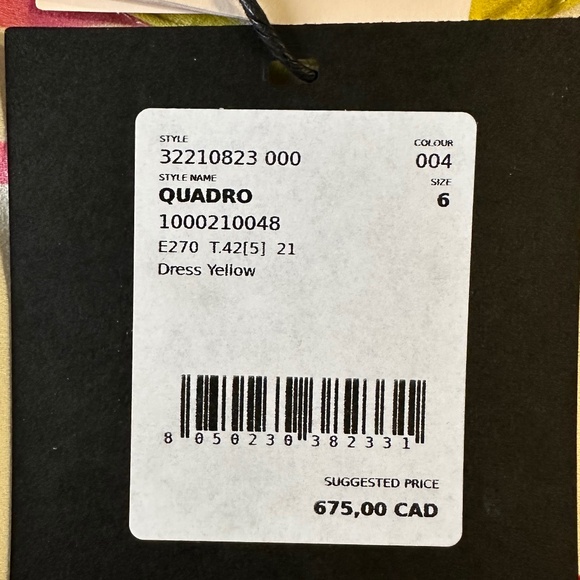 STYLE
32210823 000
COLOUR
004
STYLE NAME
QUADRO
SIZE
6
1000210048
E270 T.42[5] 21
Dress Yellow
8 050230 382331
SUGGESTED PRICE
675,00 CAD